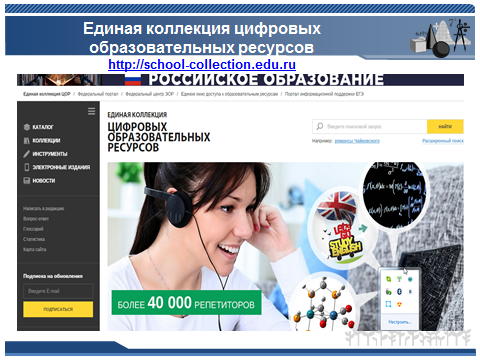 Единая коллекция цифровых
образовательных ресурсов
http://school-collection.edu.ru
РОССИЙСКОЕ ОБРАЗОВАНИЕ
Единая коллекция ЦОР / Федеральный портал / Федеральный центр ЭОР / Единое окно доступа к образовательным ресурсам / Портал информационной поддержки ЕГЭ
КАТАЛОГ
КОЛЛЕКЦИИ
ИНСТРУМЕНТЫ
ЭЛЕКТРОННЫЕ ИЗДАНИЯ
НОВОСТИ
Написать в редакцию
Вопрос-ответ
Глоссарий
Статистика
Карта сайта
Подписка на обновления
Введите E-mail
ПОДПИСАТЬСЯ
ЕДИНАЯ КОЛЛЕКЦИЯ
ЦИФРОВЫХ
ОБРАЗОВАТЕЛЬНЫХ
РЕСУРСОВ
Введите поисковой запрос
НАЙТИ
Например: романсы Чайковского
Расширенный поиск
LET'S
STUDY
ENGLISH
БОЛЕЕ 40 000 РЕПЕТИТОРОВ
Настроить...